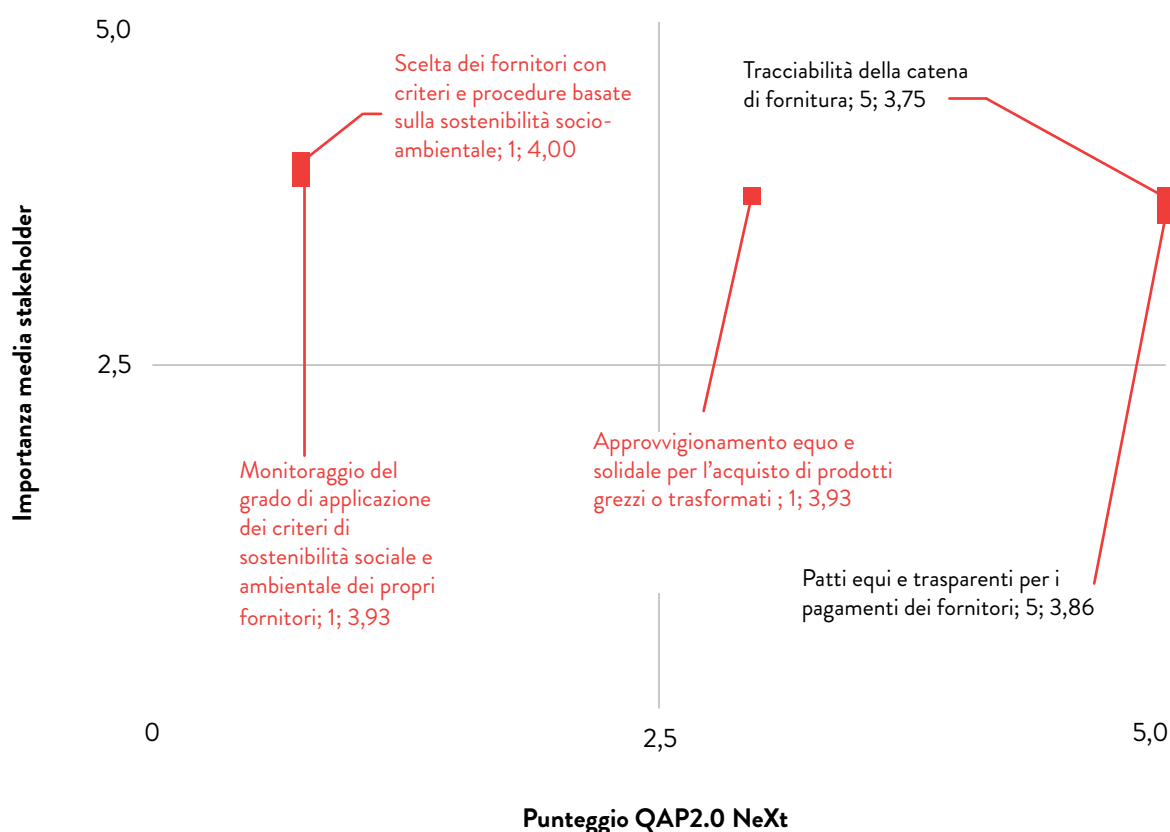 5,0
Scelta dei fornitori con
criteri e procedure basate
sulla sostenibilità socio-
ambientale; 1; 4,00
Tracciabilità della catena
di fornitura; 5; 3,75
Importanza media stakeholder
2,5
Approvvigionamento equo e
solidale per l’acquisto di prodotti
grezzi o trasformati ; 1; 3,93
Monitoraggio del
grado di applicazione
dei criteri di
sostenibilità sociale e
ambientale dei propri
fornitori; 1; 3,93
Patti equi e trasparenti per i
pagamenti dei fornitori; 5; 3,86
0
2,5
5,0
Punteggio QAP2.0 NeXt